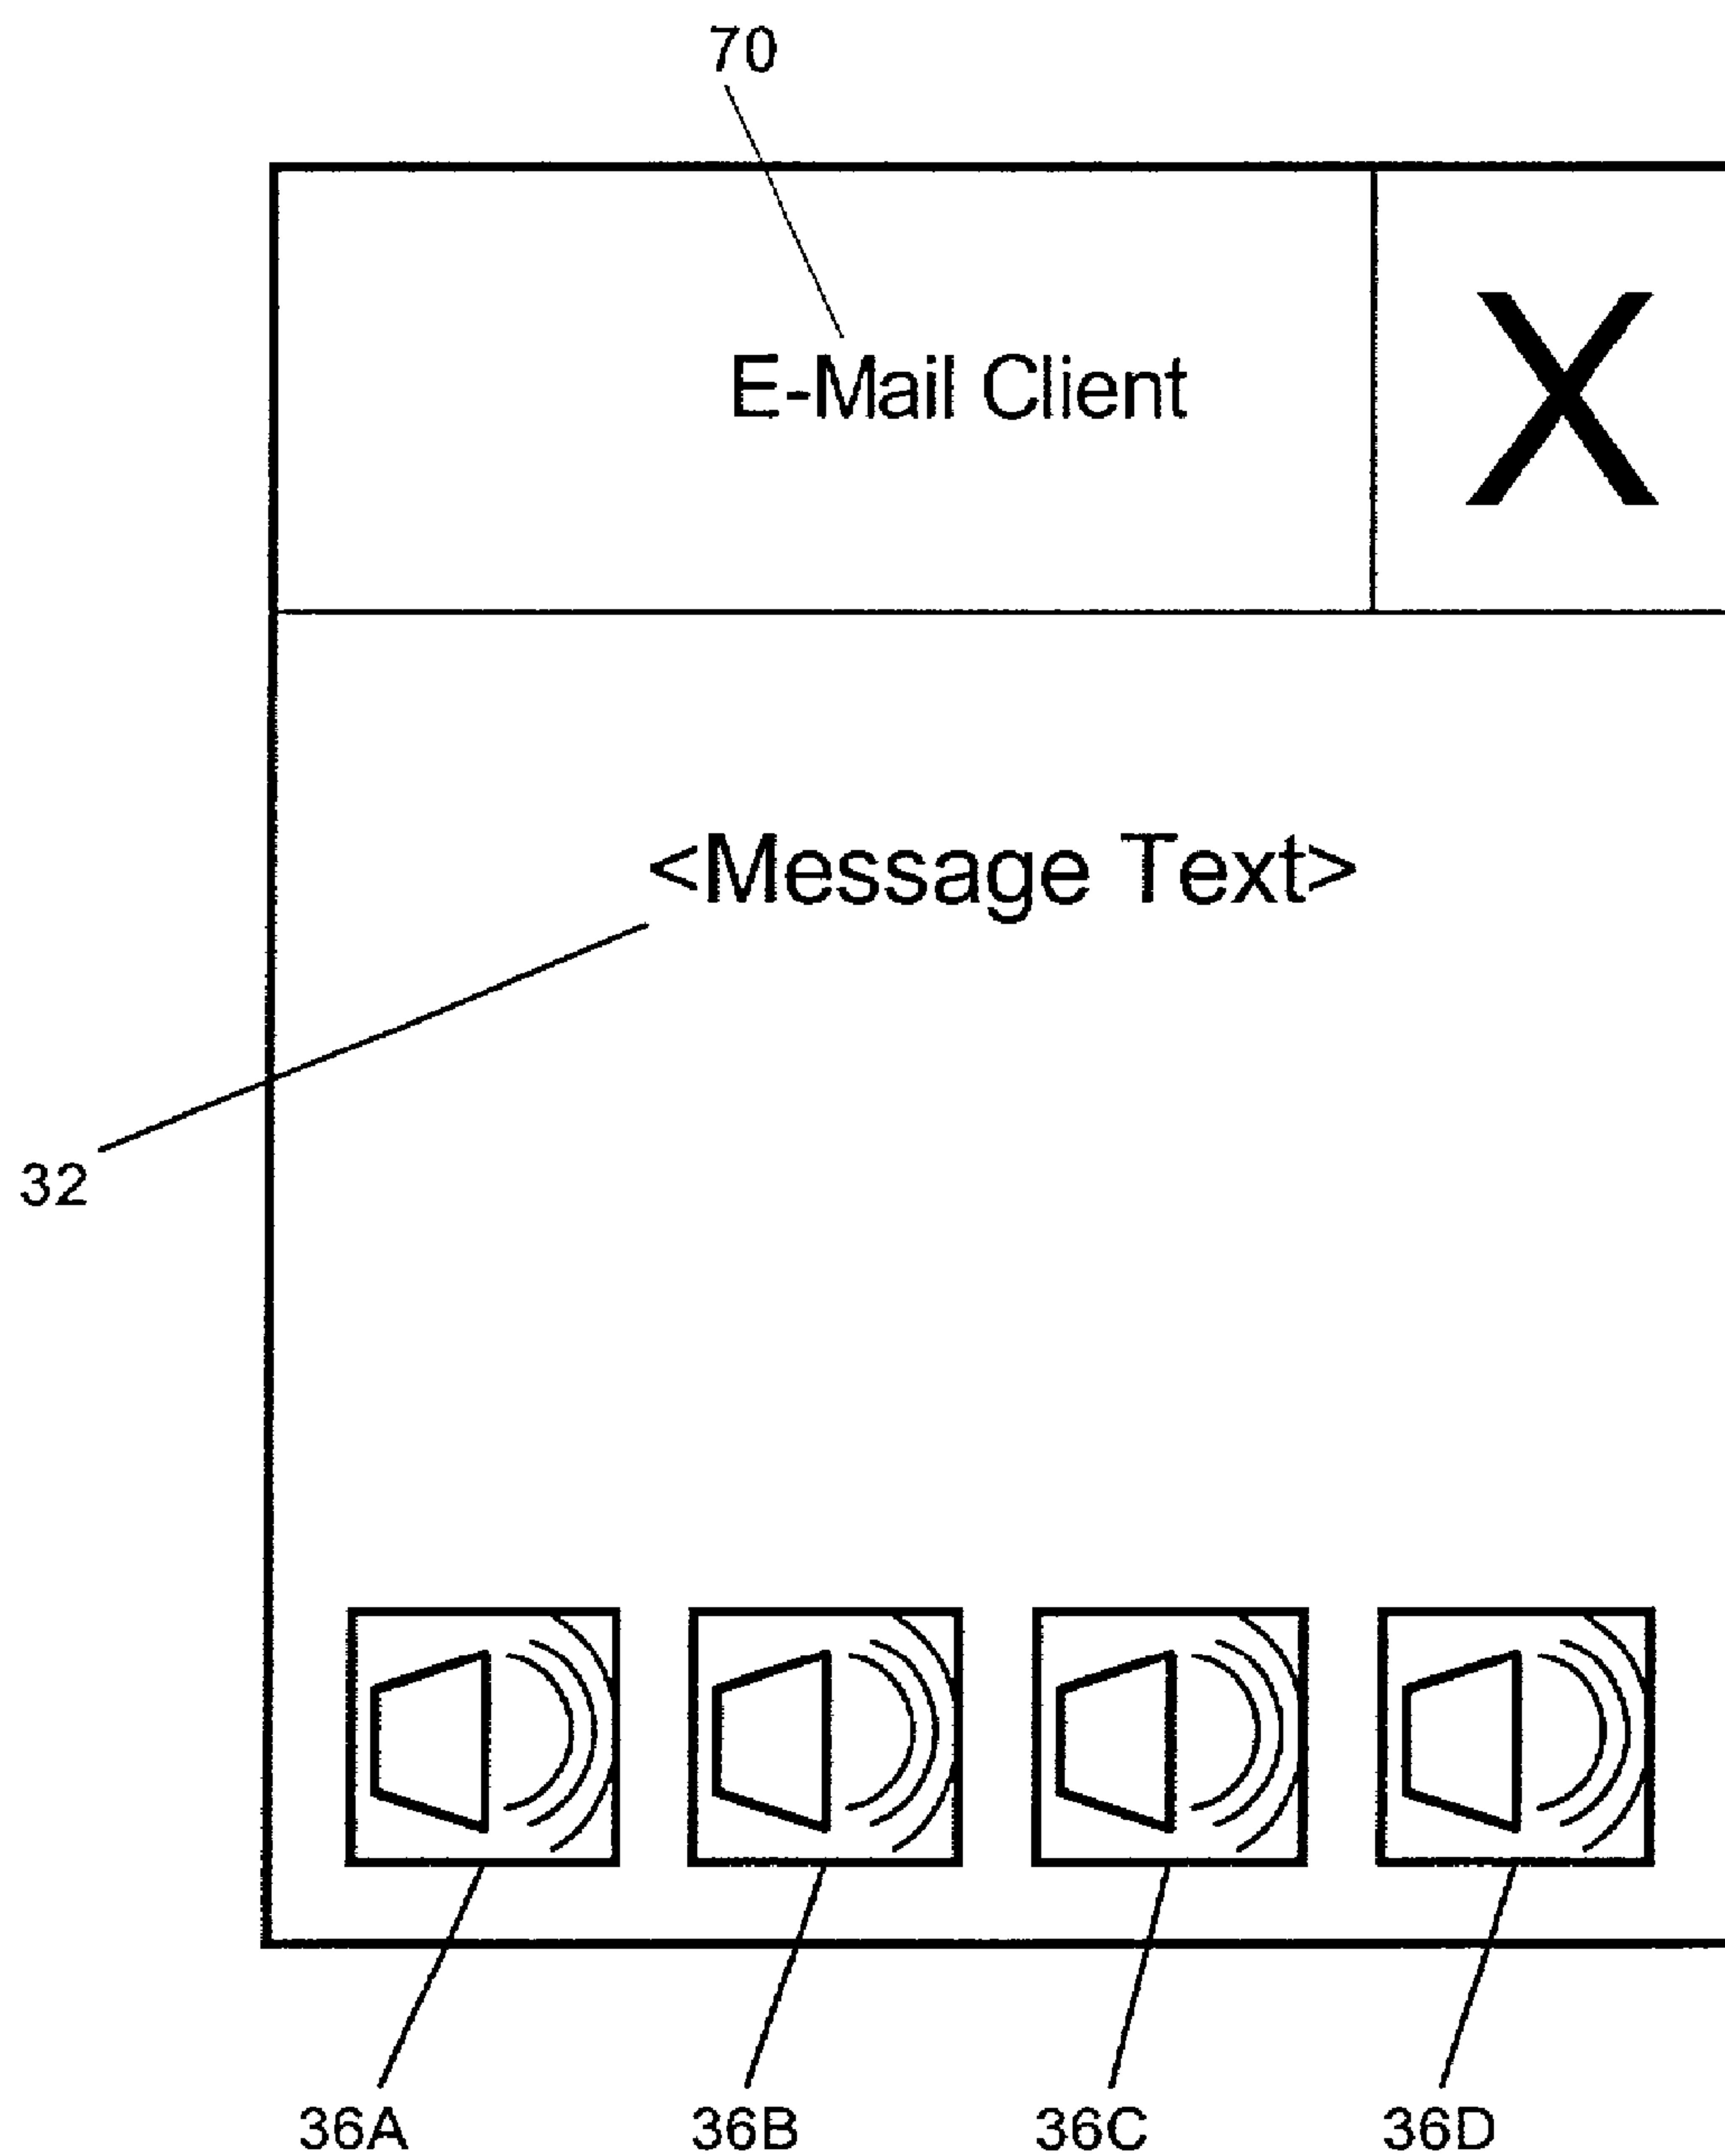 70
E-Mail Client X
<Message Text>
32
36A 36B 36C 36D